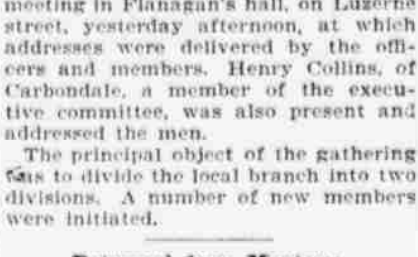 meeting in Flanagan's hall, on Luzerne
street, yesterday afternoon, at which
addresses were delivered by the offi-
cers and members. Henry Collins, of
Carbondale, a member of the execu-
tive committee, was also present and
addressed the men.
The principal object of the gathering
was to divide the local branch into two
divisions. A number of new members
were initiated.